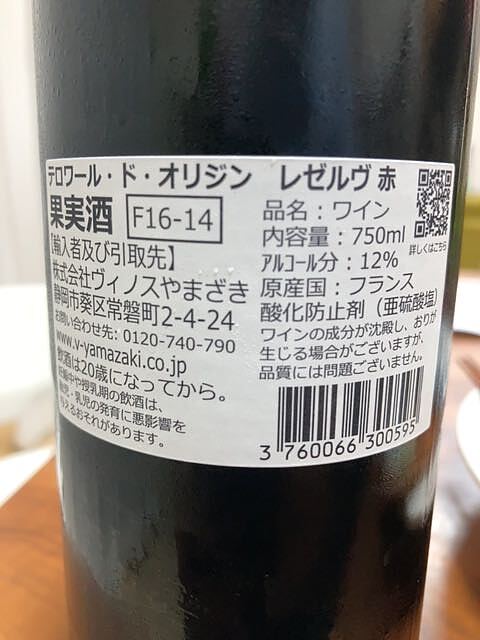 テロワール・ド・オリジン　レゼルヴ 赤
果実酒 F16-14
【輸入者及び引取先】
株式会社ヴィノスやまざき
静岡市葵区常磐町2-4-24
お問い合わせ先：0120-740-790
www.v-yamazaki.co.jp
飲酒は20歳になってから。
妊娠中や授乳期の飲酒は、
胎児・乳児の発育に悪影響を
与えるおそれがあります。
品名：ワイン
内容量：750ml
詳しくはこちら
アルコール分：12%
原産国：フランス
酸化防止剤（亜硫酸塩）
ワインの成分が沈殿し、おりが
生じる場合がございますが、
品質には問題ございません。
3 760066 300595